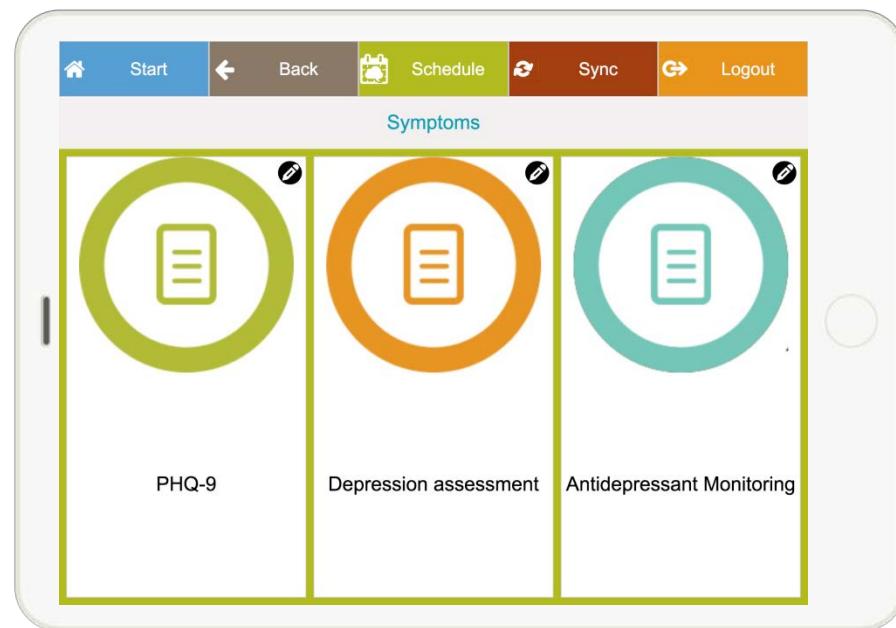 Start Back Schedule Sync Logout
Symptoms
PHQ-9 Depression assessment Antidepressant Monitoring